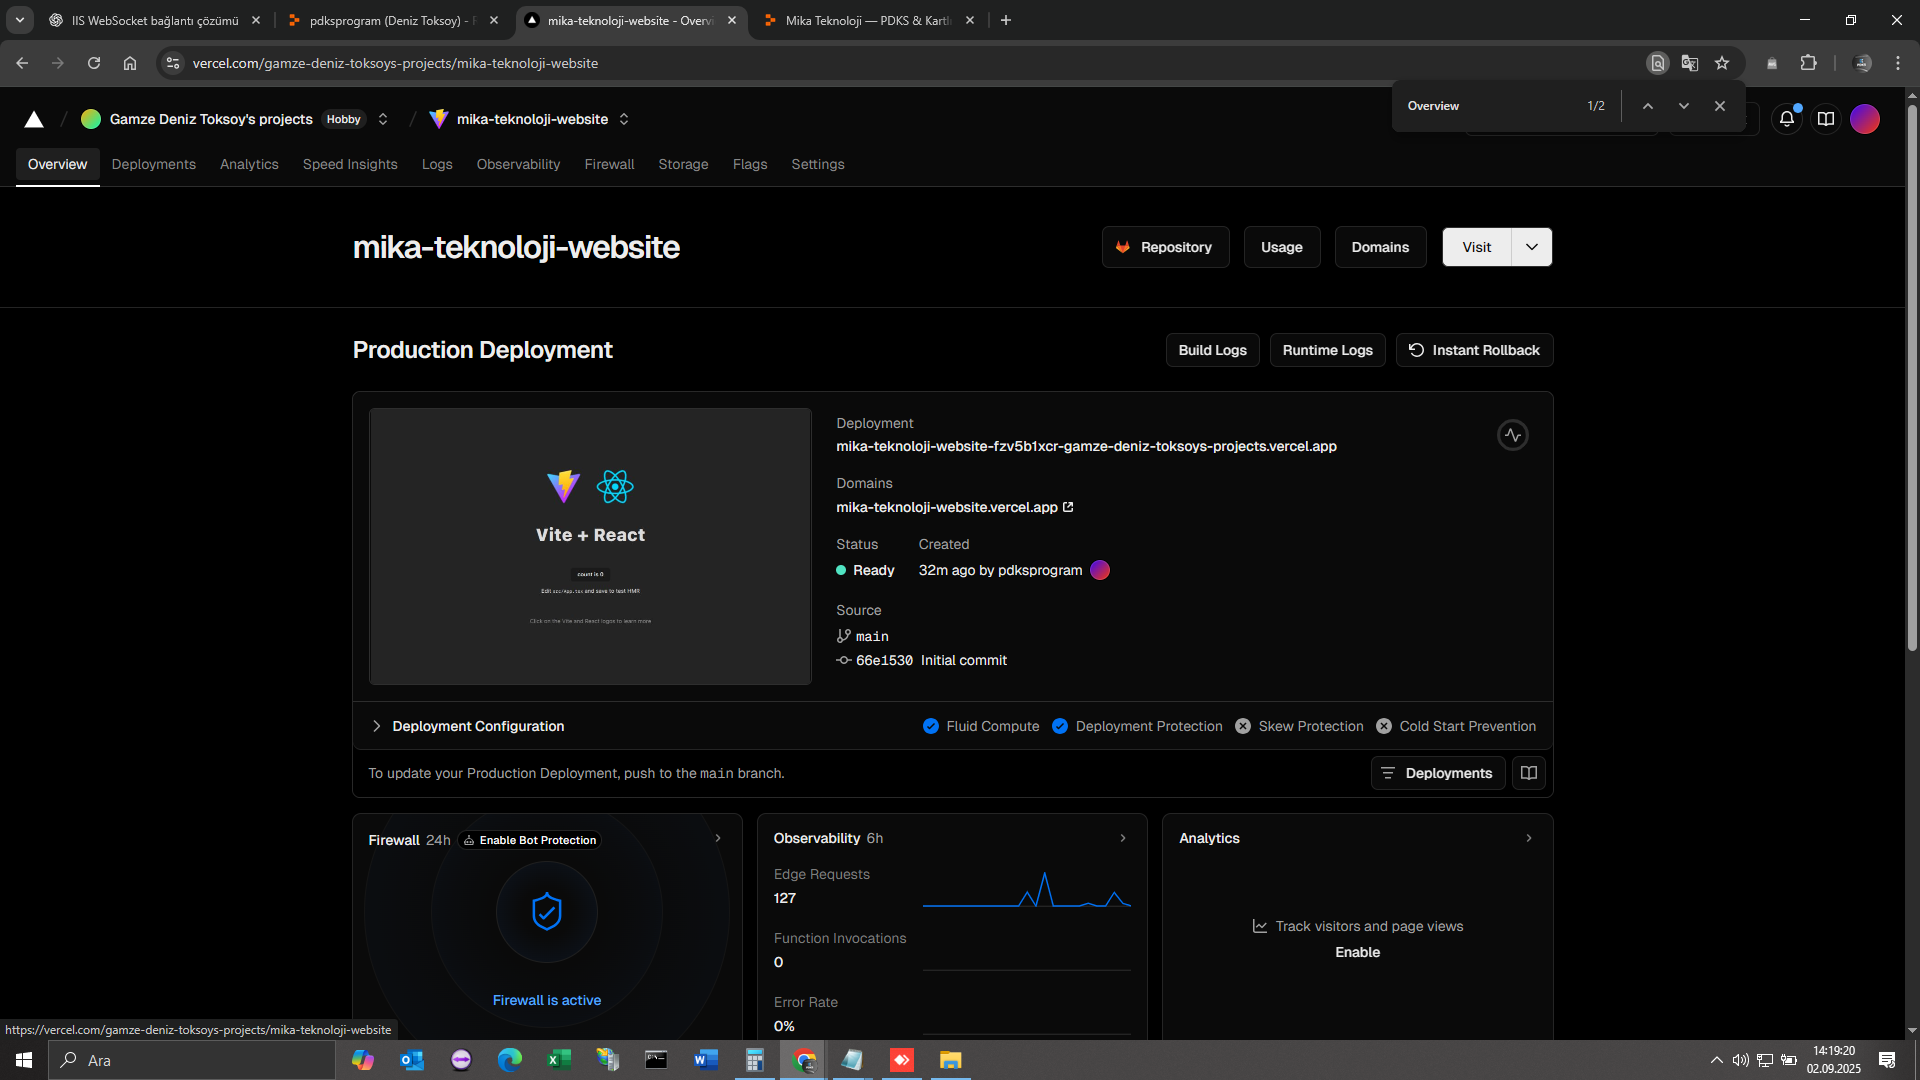 IIS WebSocket bağlantı çözümü
pdksprogram (Deniz Toksoy) - R
mika-teknoloji-website - Overvi
Mika Teknoloji — PDKS & Kartlı
vercel.com/gamze-deniz-toksoys-projects/mika-teknoloji-website
Overview 1/2
Gamze Deniz Toksoy's projects Hobby
mika-teknoloji-website
Overview Deployments Analytics Speed Insights Logs Observability Firewall Storage Flags Settings
mika-teknoloji-website
Repository Usage Domains Visit
Production Deployment
Build Logs Runtime Logs Instant Rollback
Vite + React
count is 0
Edit src/App.tsx and save to test HMR
Click on the Vite and React logos to learn more
Deployment
mika-teknoloji-website-fzv5b1xcr-gamze-deniz-toksoys-projects.vercel.app
Domains
mika-teknoloji-website.vercel.app
Status Created
Ready 32m ago by pdksprogram
Source
main
66e1530 Initial commit
Deployment Configuration Fluid Compute Deployment Protection Skew Protection Cold Start Prevention
To update your Production Deployment, push to the main branch. Deployments
Firewall 24h Enable Bot Protection
Firewall is active
Observability 6h
Edge Requests
127
Function Invocations
0
Error Rate
0%
Analytics
Track visitors and page views
Enable
https://vercel.com/gamze-deniz-toksoys-projects/mika-teknoloji-website
Ara
14:19:20
02.09.2025